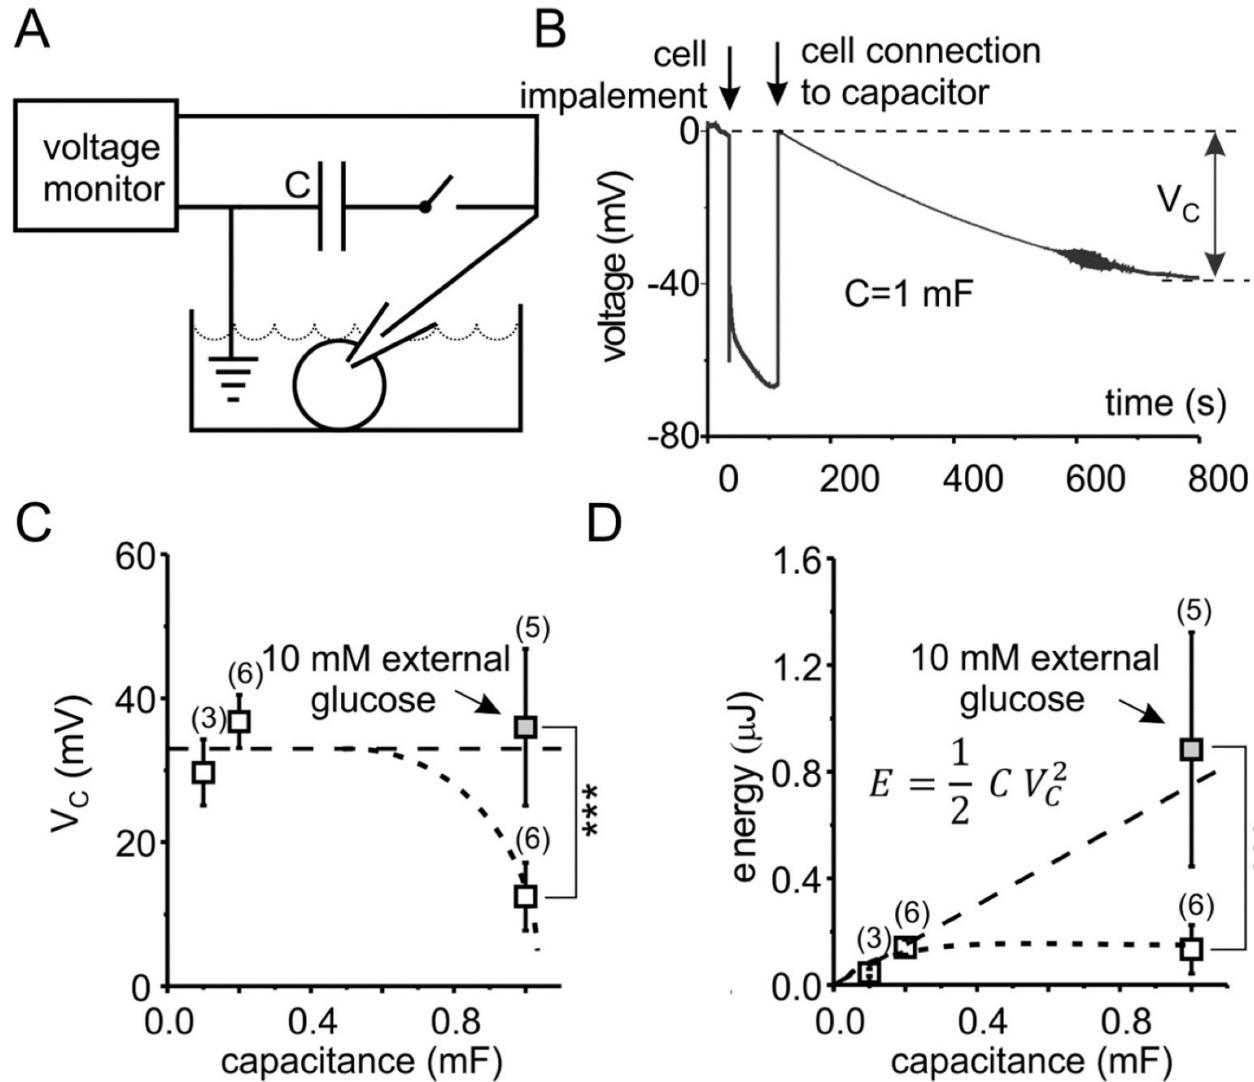 A
voltage
monitor
C
B
cell
impalement
cell connection
to capacitor
0
-40
-80
voltage (mV)
V_C
C=1 mF
time (s)
0 200 400 600 800
C
60
40
20
0
V_C (mV)
(3)
(6)
10 mM external
glucose
(5)
(6)
***
0.0 0.4 0.8
capacitance (mF)
D
1.6
1.2
0.8
0.4
0.0
energy (µJ)
10 mM external
glucose
E = 1/2 C V_C^2
(3)
(6)
(5)
(6)
0.0 0.4 0.8
capacitance (mF)